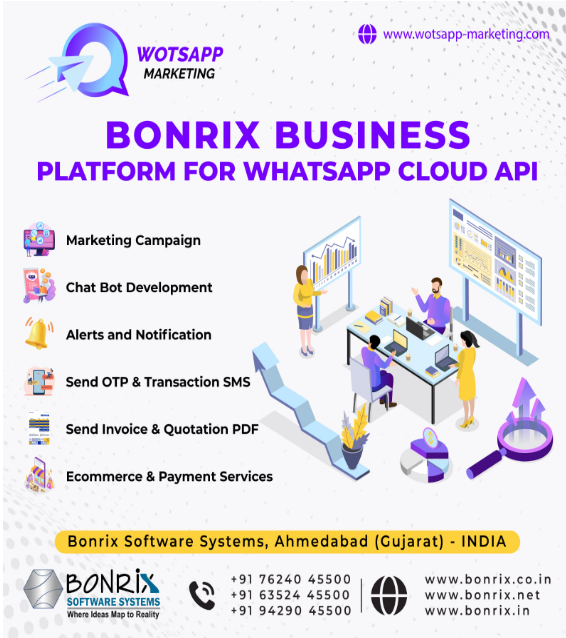 WOTSAPP
MARKETING
www.wotsapp-marketing.com
BONRIX BUSINESS
PLATFORM FOR WHATSAPP CLOUD API
Marketing Campaign
Chat Bot Development
Alerts and Notification
Send OTP & Transaction SMS
Send Invoice & Quotation PDF
Ecommerce & Payment Services
Bonrix Software Systems, Ahmedabad (Gujarat) - INDIA
BONRIX
SOFTWARE SYSTEMS
Where Ideas Map to Reality
+91 76240 45500
+91 63524 45500
+91 94290 45500
www.bonrix.co.in
www.bonrix.net
www.bonrix.in